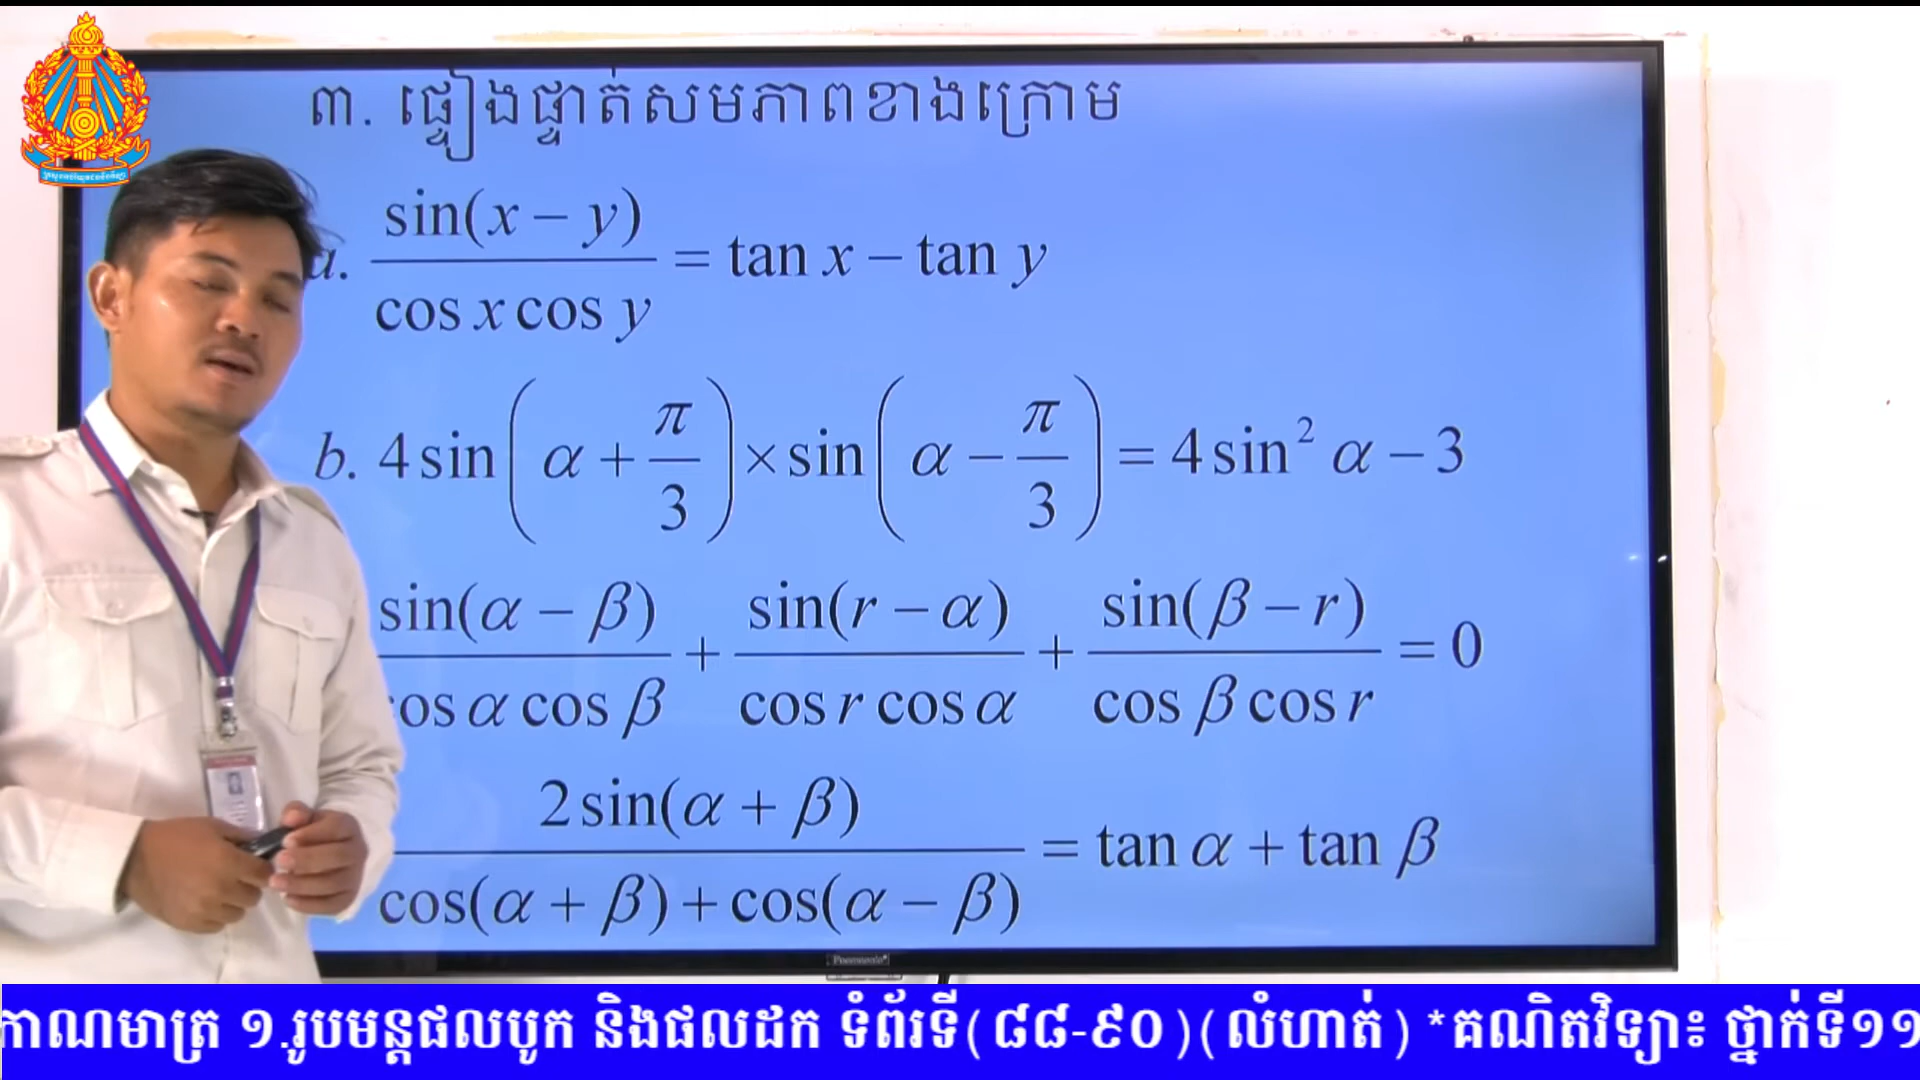 ៣. ផ្ទៀងផ្ទាត់សមភាពខាងក្រោម
a. sin(x − y) / cos x cos y = tan x − tan y
b. 4 sin(α + π/3) × sin(α − π/3) = 4 sin² α − 3
sin(α − β) / cos α cos β + sin(r − α) / cos r cos α + sin(β − r) / cos β cos r = 0
2 sin(α + β) / cos(α + β) + cos(α − β) = tan α + tan β
កាណមាត្រ ១.រូបមន្តផលបូក និងផលដក ទំព័រទី(៨៨-៩០)(លំហាត់) *គណិតវិទ្យា៖ ថ្នាក់ទី១១